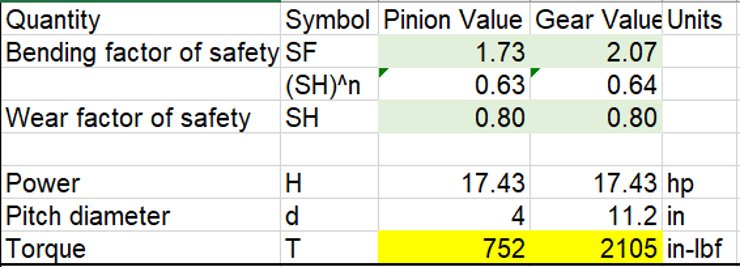 Quantity Symbol Pinion Value Gear Value Units
Bending factor of safety SF 1.73 2.07
(SH)^n 0.63 0.64
Wear factor of safety SH 0.80 0.80
Power H 17.43 17.43 hp
Pitch diameter d 4 11.2 in
Torque T 752 2105 in-lbf